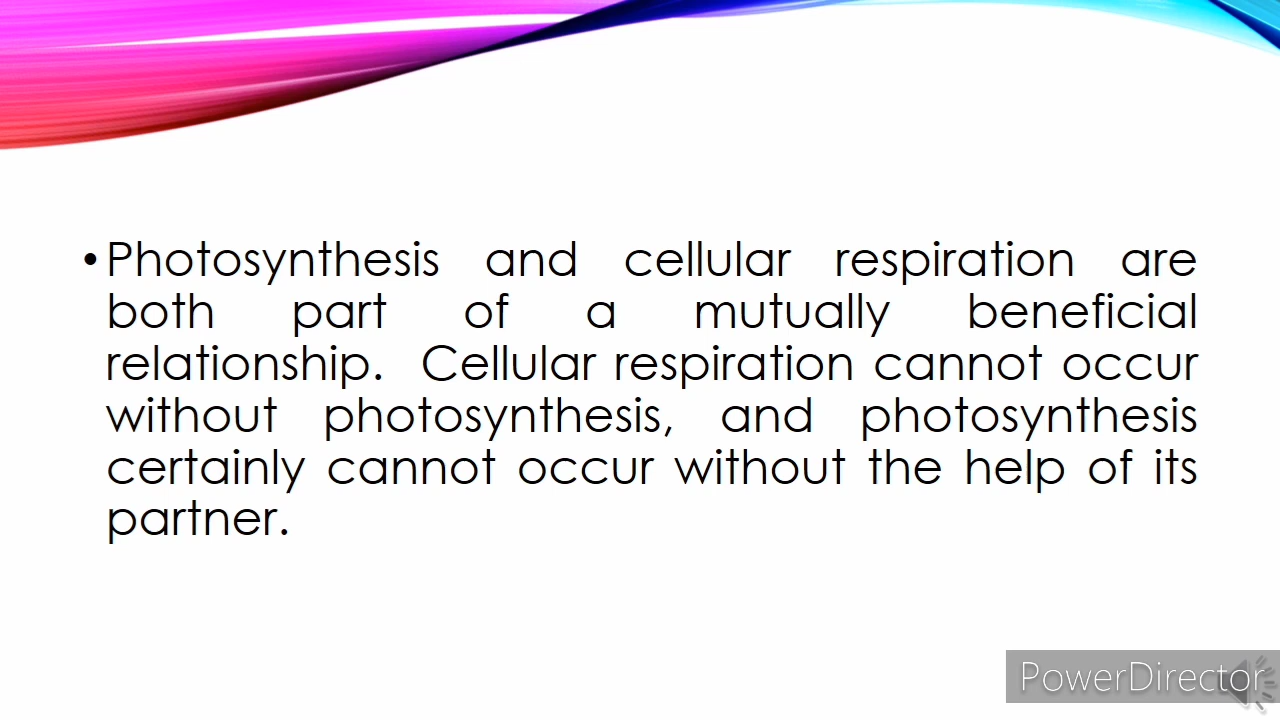 •Photosynthesis and cellular respiration are
both part of a mutually beneficial
relationship. Cellular respiration cannot occur
without photosynthesis, and photosynthesis
certainly cannot occur without the help of its
partner.
PowerDirector